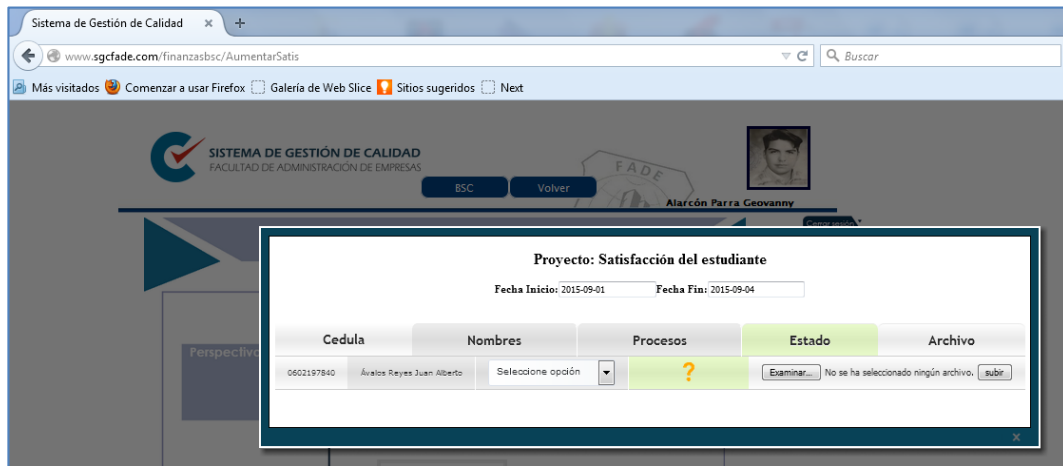 Sistema de Gestión de Calidad × +
www.sgcfade.com/finanzasbsc/AumentarSatis Buscar
Más visitados Comenzar a usar Firefox Galería de Web Slice Sitios sugeridos Next
SISTEMA DE GESTIÓN DE CALIDAD
FACULTAD DE ADMINISTRACIÓN DE EMPRESAS
FADE
BSC Volver
Alarcón Parra Geovanny
Cerrar sesión
Proyecto: Satisfacción del estudiante
Fecha Inicio: 2015-09-01 Fecha Fin: 2015-09-04
Cedula Nombres Procesos Estado Archivo
0602197840 Ávalos Reyes Juan Alberto Seleccione opción ? Examinar... No se ha seleccionado ningún archivo. subir
Perspectiva
x